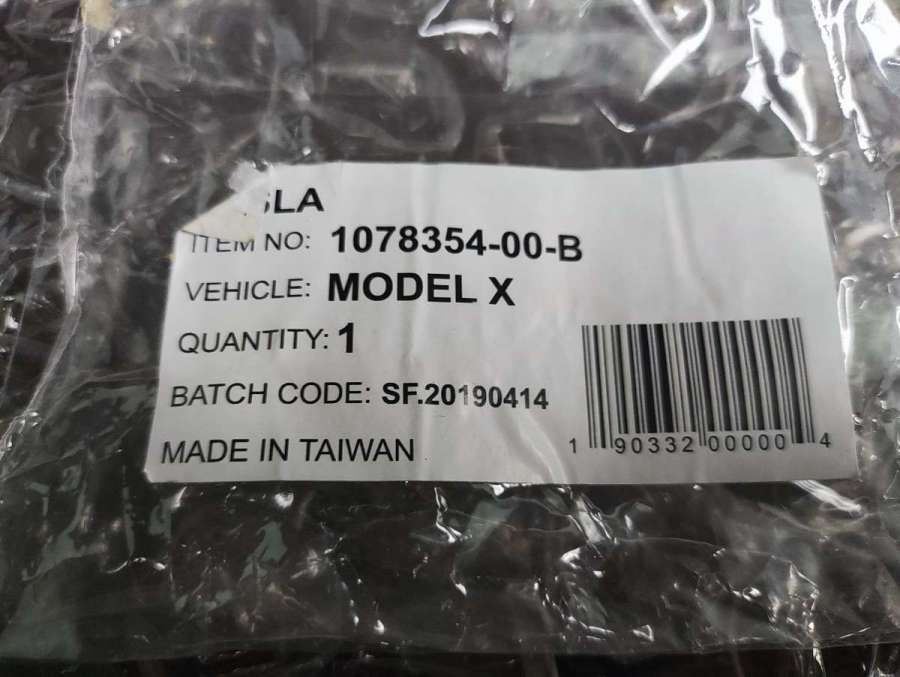 SLA
ITEM NO: 1078354-00-B
VEHICLE: MODEL X
QUANTITY: 1
BATCH CODE: SF.20190414
MADE IN TAIWAN
1 90332 00000 4